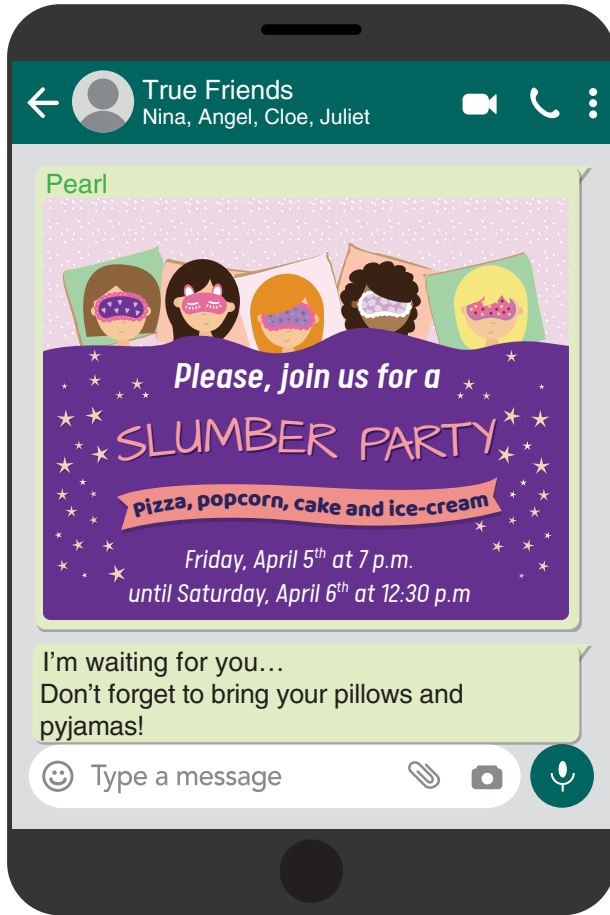 True Friends
Nina, Angel, Cloe, Juliet
Pearl
Please, join us for a
SLUMBER PARTY
Pizza, popcorn, cake and ice-cream
Friday, April 5th at 7 p.m.
until Saturday, April 6th at 12:30 p.m
I'm waiting for you…
Don't forget to bring your pillows and
pyjamas!
Type a message